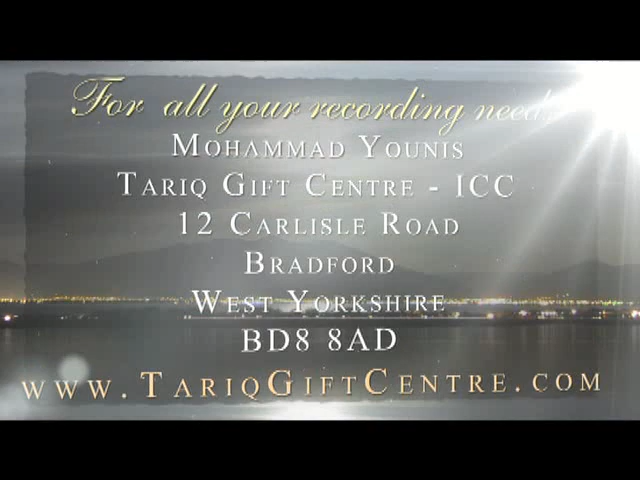 For all your recording needs
Mohammad Younis
Tariq Gift Centre - ICC
12 Carlisle Road
Bradford
West Yorkshire
BD8 8AD
www.TariqGiftCentre.com